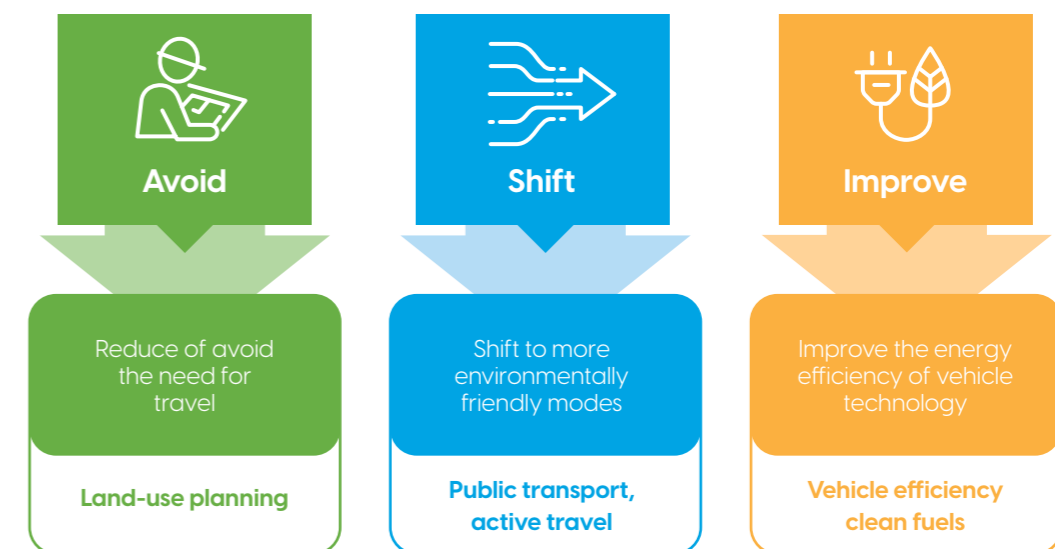 Avoid
Reduce of avoid
the need for
travel
Land-use planning
Shift
Shift to more
environmentally
friendly modes
Public transport,
active travel
Improve
Improve the energy
efficiency of vehicle
technology
Vehicle efficiency
clean fuels